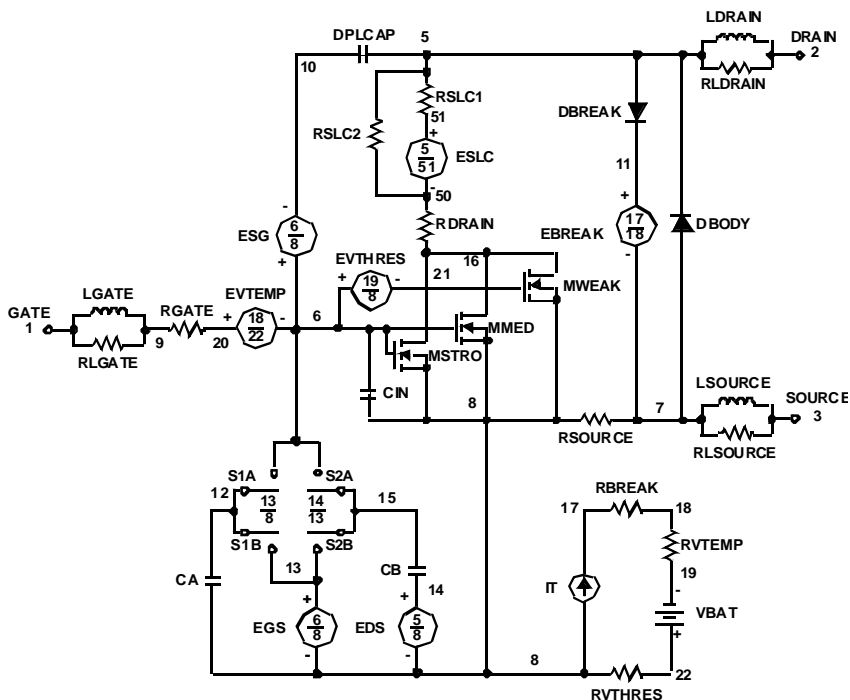 LDRAIN
DPLCAP 5 DRAIN
10 2
RLDRAIN
RSLC1
51
DBREAK
RSLC2
+
5
51
ESLC
-
50
11
-
6
8
ESG
+
RDRAIN
+
17
18
EBREAK
-
DBODY
EVTHRES
+ 19 -
8
21
16
MWEAK
LGATE
RGATE
EVTEMP
GATE
1
+ 18 -
22
6
MMED
9
20
RLGATE
MSTRO
CIN
8
7
LSOURCE
SOURCE
3
RSOURCE
RLSOURCE
S1A
S2A
12
13
8
14
13
15
S1B
S2B
13
CA
CB
14
+
6
8
EGS
-
+
5
8
EDS
-
RBREAK
17
18
RVTEMP
19
-
IT
VBAT
+
8
22
RVTHRES